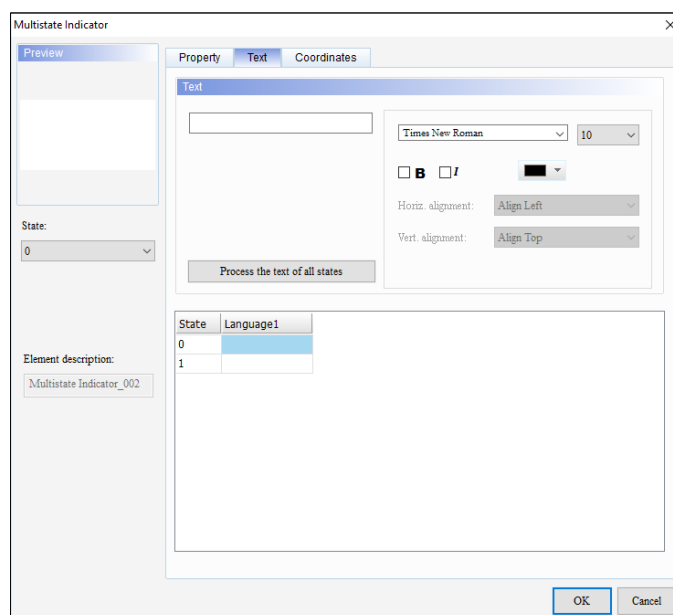 Multistate Indicator
Preview
Property Text Coordinates
Text
Times New Roman 10
B I
State:
0
Horiz. alignment: Align Left
Vert. alignment: Align Top
Process the text of all states
State Language1
0
1
Element description:
Multistate Indicator_002
OK Cancel